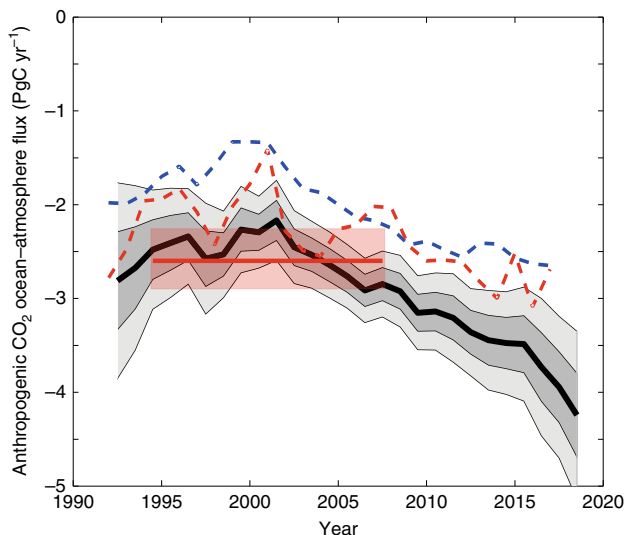 Anthropogenic CO₂ ocean–atmosphere flux (PgC yr⁻¹)
0
–1
–2
–3
–4
–5
1990 1995 2000 2005 2010 2015 2020
Year